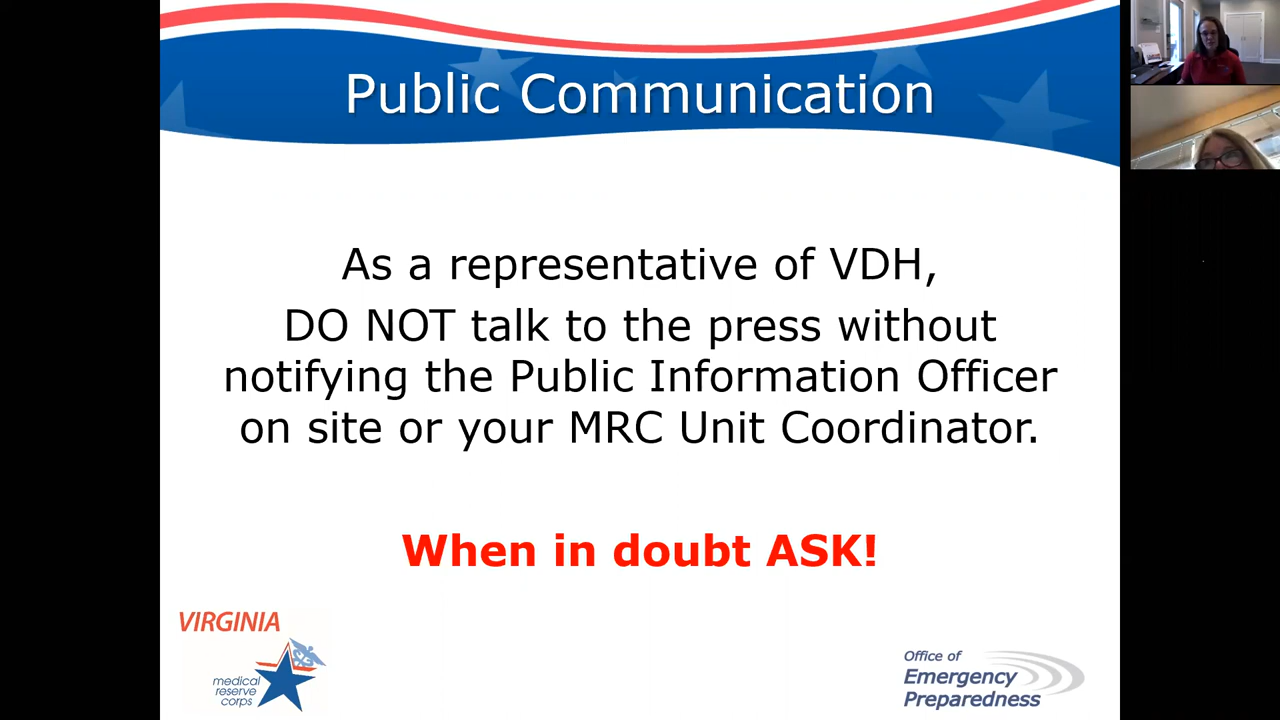 Public Communication
As a representative of VDH,
DO NOT talk to the press without
notifying the Public Information Officer
on site or your MRC Unit Coordinator.
When in doubt ASK!
VIRGINIA
medical
reserve
corps
Office of
Emergency
Preparedness